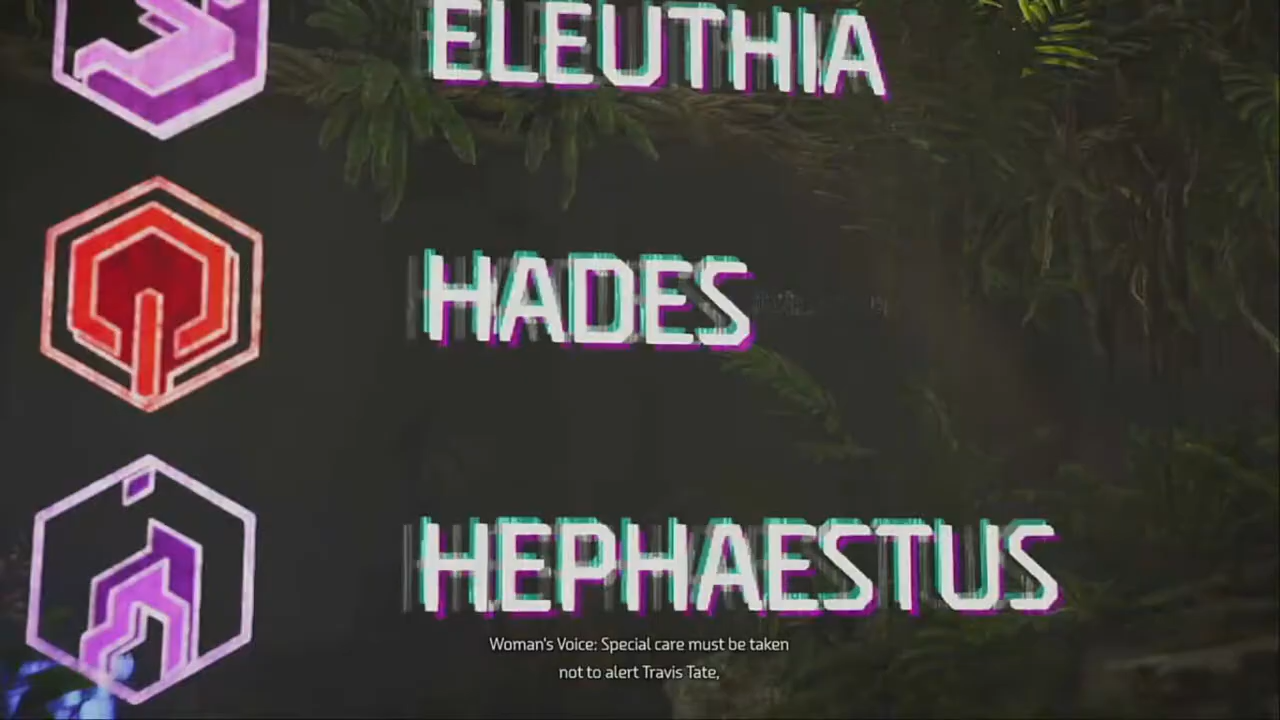 ELEUTHIA
HADES
HEPHAESTUS
Woman's Voice: Special care must be taken
not to alert Travis Tate,